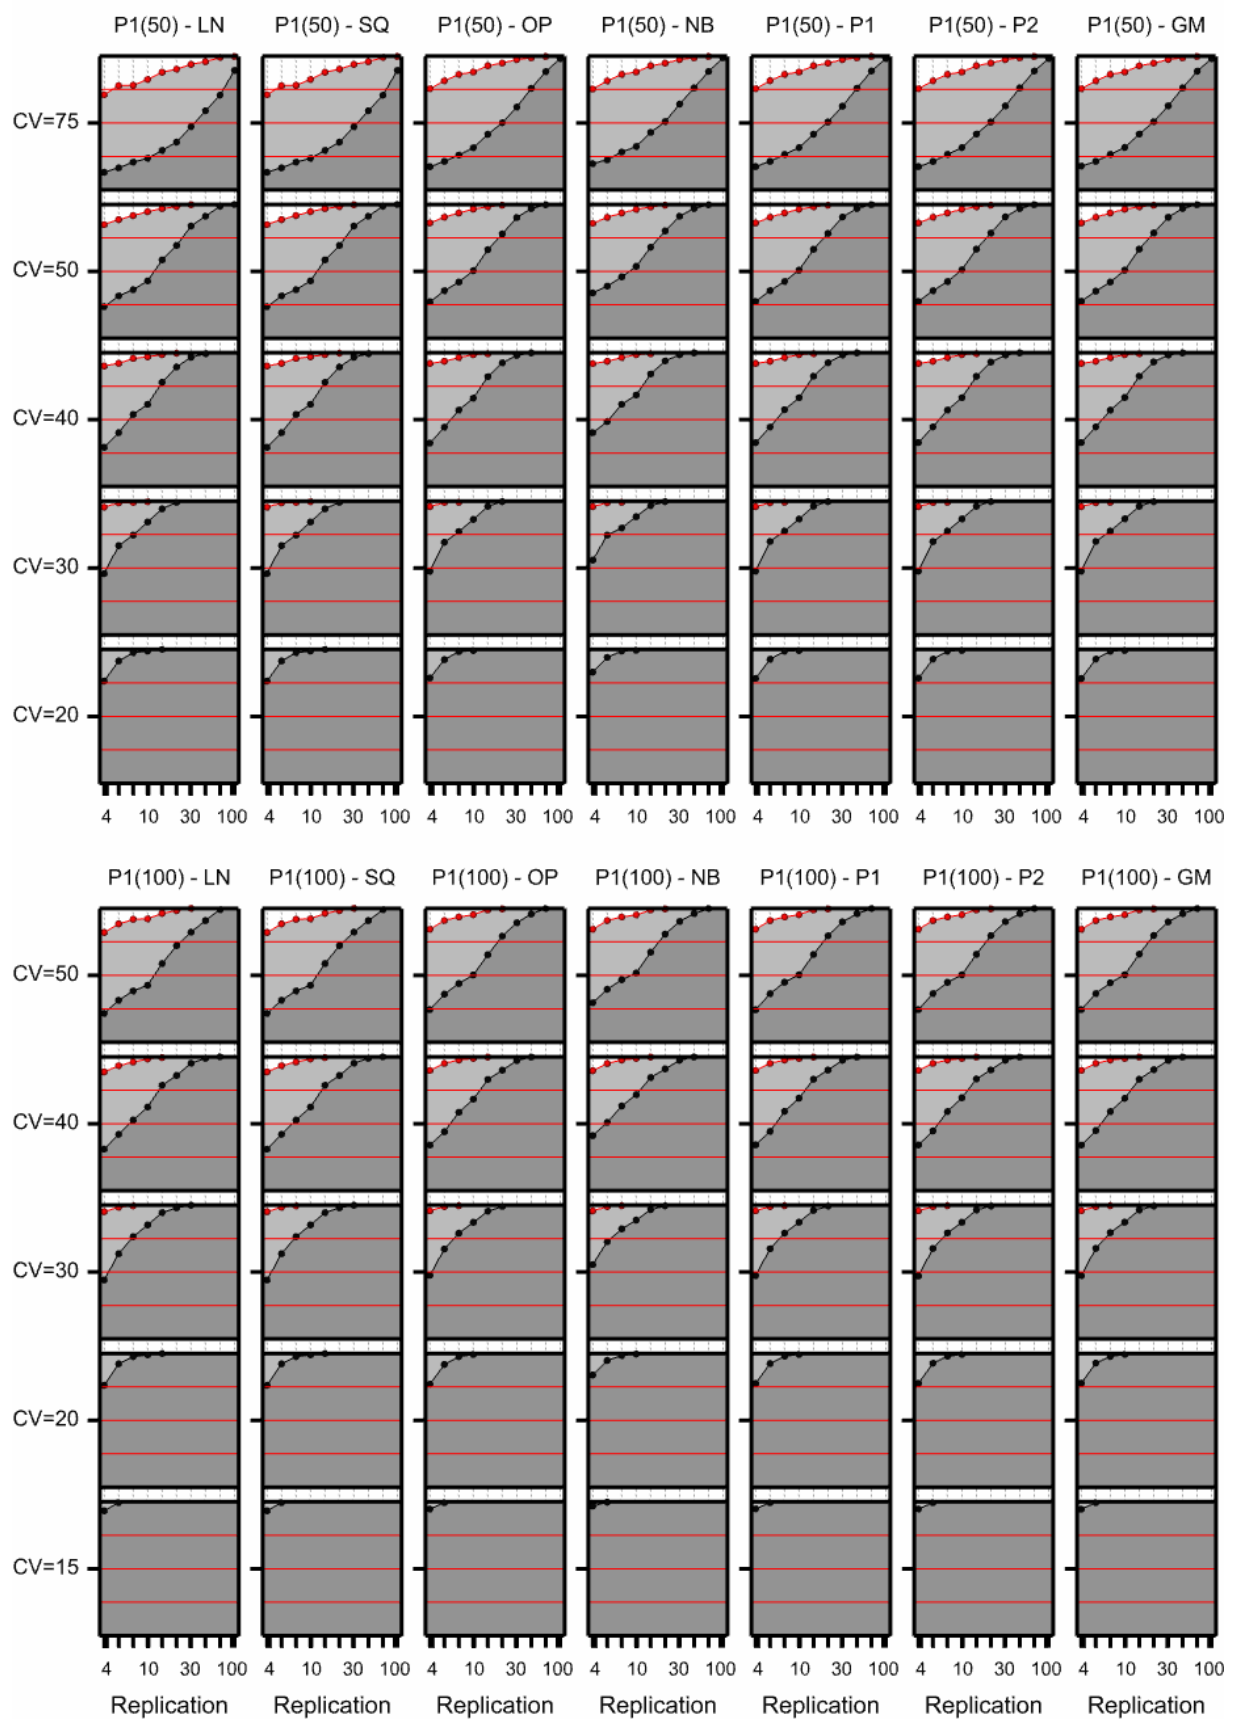 P1(50) - LN P1(50) - SQ P1(50) - OP P1(50) - NB P1(50) - P1 P1(50) - P2 P1(50) - GM
CV=75
CV=50
CV=40
CV=30
CV=20
4 10 30 100 4 10 30 100 4 10 30 100 4 10 30 100 4 10 30 100 4 10 30 100 4 10 30 100
P1(100) - LN P1(100) - SQ P1(100) - OP P1(100) - NB P1(100) - P1 P1(100) - P2 P1(100) - GM
CV=50
CV=40
CV=30
CV=20
CV=15
4 10 30 100 4 10 30 100 4 10 30 100 4 10 30 100 4 10 30 100 4 10 30 100 4 10 30 100
Replication Replication Replication Replication Replication Replication Replication